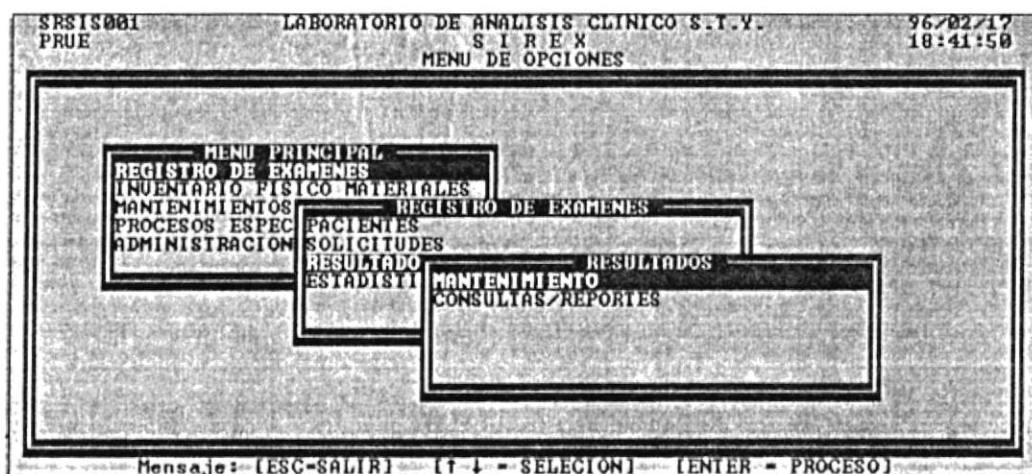 SRSIS001 LABORATORIO DE ANALISIS CLINICO S.T.Y. 96/02/17
PRUE S I R E X 18:41:50
MENU DE OPCIONES
MENU PRINCIPAL
REGISTRO DE EXAMENES
INVENTARIO FISICO MATERIALES
MANTENIMIENTOS
PROCESOS ESPEC
ADMINISTRACION
REGISTRO DE EXAMENES
PACIENTES
SOLICITUDES
RESULTADO
ESTADISTI
RESULTADOS
MANTENIMIENTO
CONSULTAS/REPORTES
Mensaje: [ESC=SALIR] [↑ ↓ = SELECION] [ENTER = PROCESO]